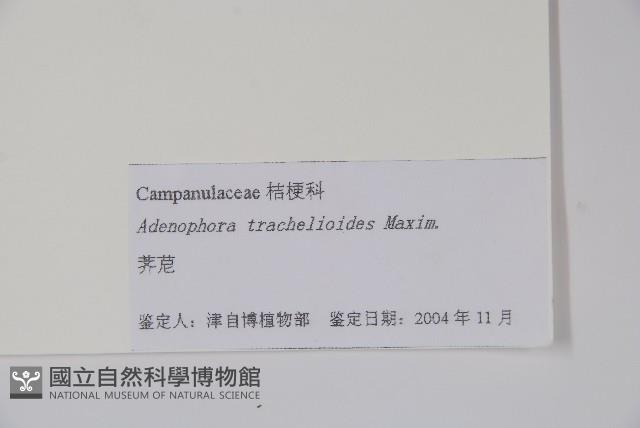 Campanulaceae 桔梗科
Adenophora trachelioides Maxim.
荠苨
鉴定人：津自博植物部 鉴定日期：2004 年 11 月
國立自然科學博物館
NATIONAL MUSEUM OF NATURAL SCIENCE